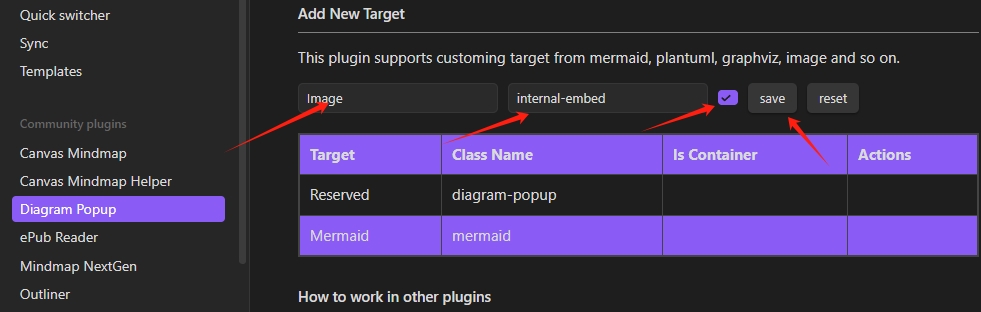 Quick switcher
Sync
Templates
Community plugins
Canvas Mindmap
Canvas Mindmap Helper
Diagram Popup
ePub Reader
Mindmap NextGen
Outliner
Add New Target
This plugin supports customing target from mermaid, plantuml, graphviz, image and so on.
Image internal-embed save reset
Target Class Name Is Container Actions
Reserved diagram-popup
Mermaid mermaid
How to work in other plugins